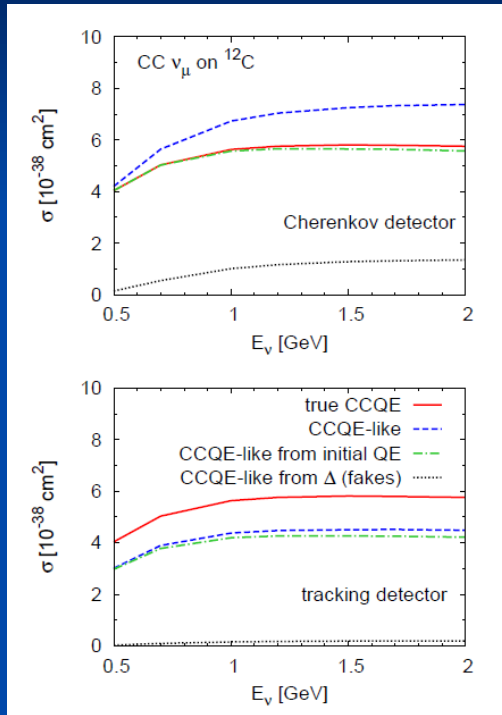 10
8
6
4
2
0
σ [10⁻³⁸ cm²]
CC ν_μ on ¹²C
Cherenkov detector
0.5
1
1.5
2
E_ν [GeV]
10
8
6
4
2
0
σ [10⁻³⁸ cm²]
true CCQE
CCQE-like
CCQE-like from initial QE
CCQE-like from Δ (fakes)
tracking detector
0.5
1
1.5
2
E_ν [GeV]